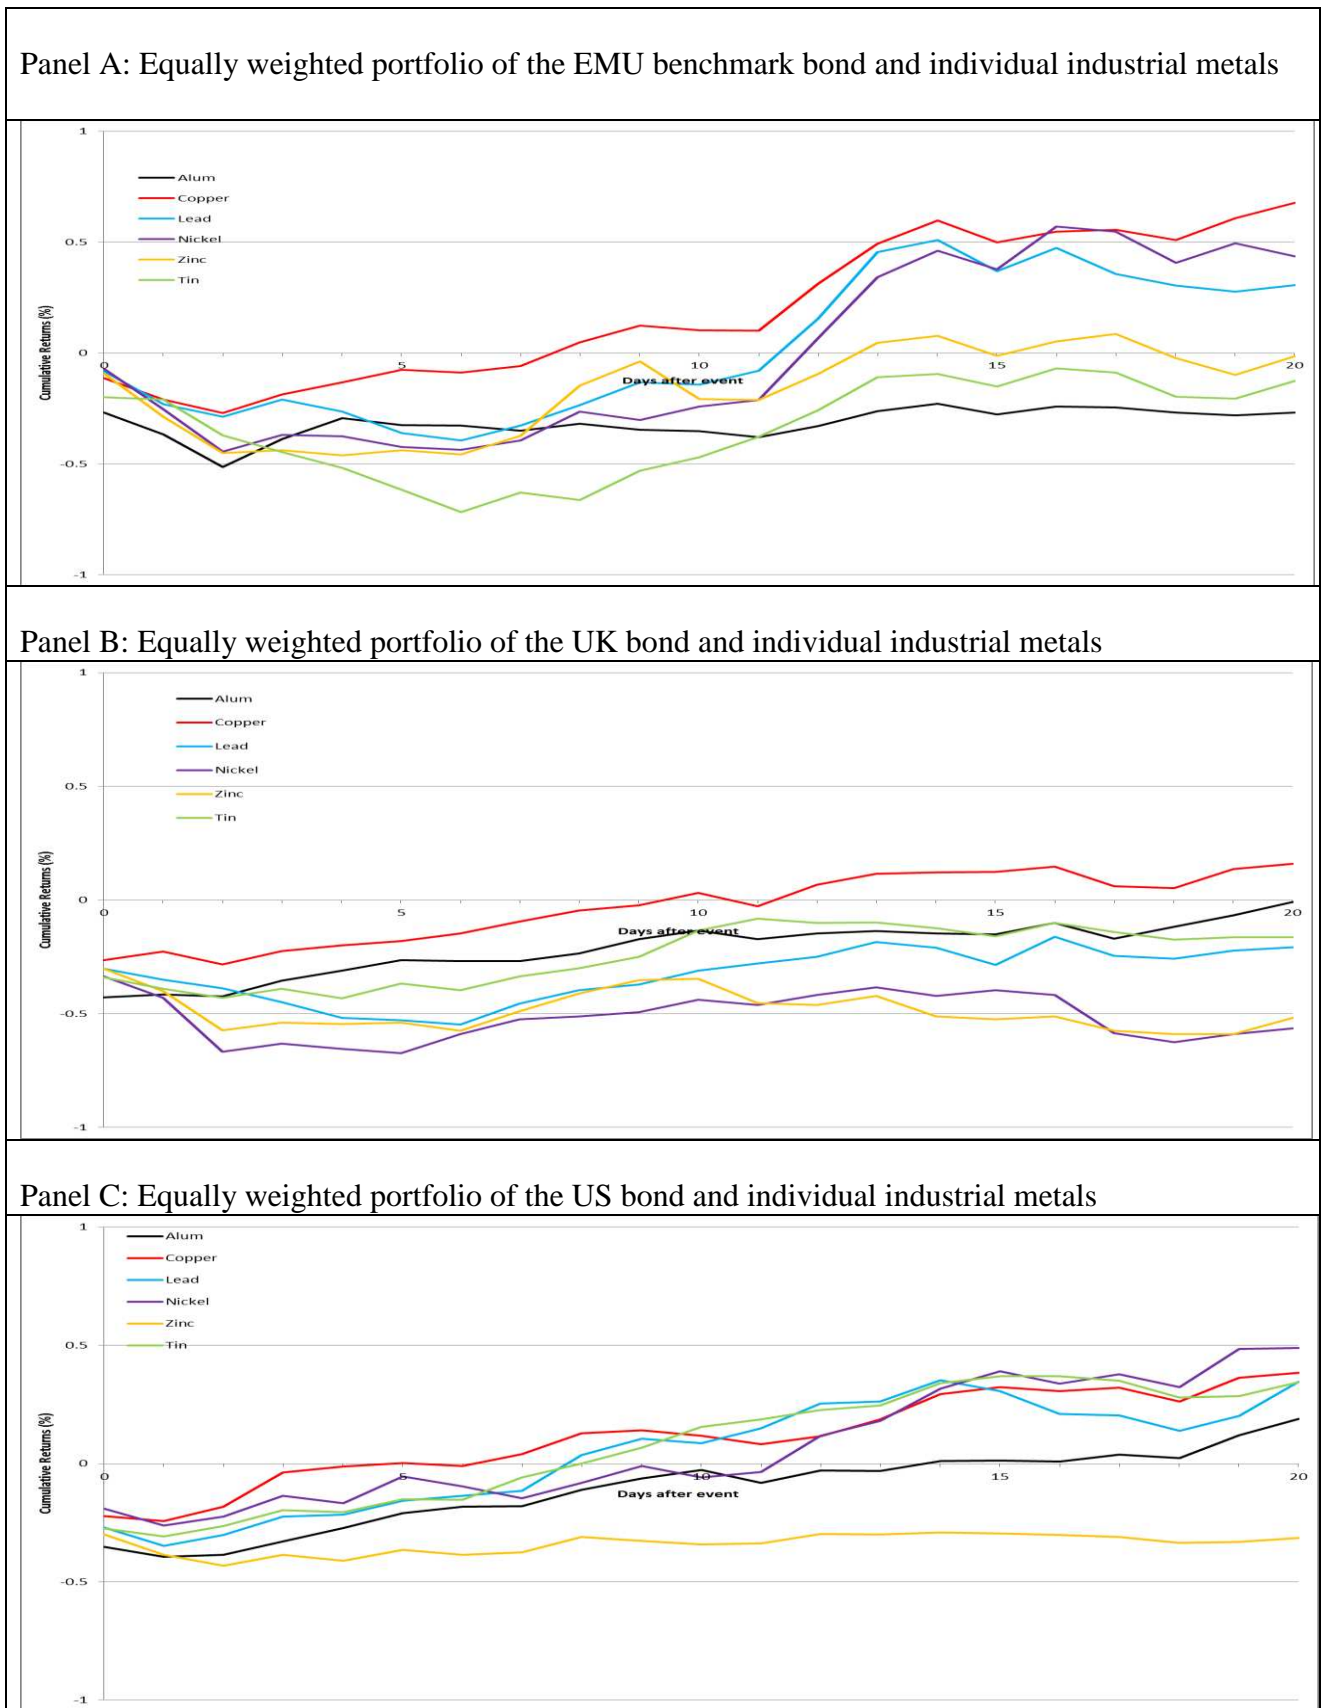 Panel A: Equally weighted portfolio of the EMU benchmark bond and individual industrial metals
1
Alum
Copper
0.5
Lead
Nickel
Zinc
Tin
Cumulative Returns (%)
0
0 5 10 15 20
Days after event
-0.5
-1
Panel B: Equally weighted portfolio of the UK bond and individual industrial metals
1
Alum
Copper
Lead
Nickel
0.5
Zinc
Tin
Cumulative Returns (%)
0
0 5 10 15 20
Days after event
-0.5
-1
Panel C: Equally weighted portfolio of the US bond and individual industrial metals
1
Alum
Copper
Lead
Nickel
Zinc
0.5
Tin
Cumulative Returns (%)
0
0 5 10 15 20
Days after event
-0.5
-1